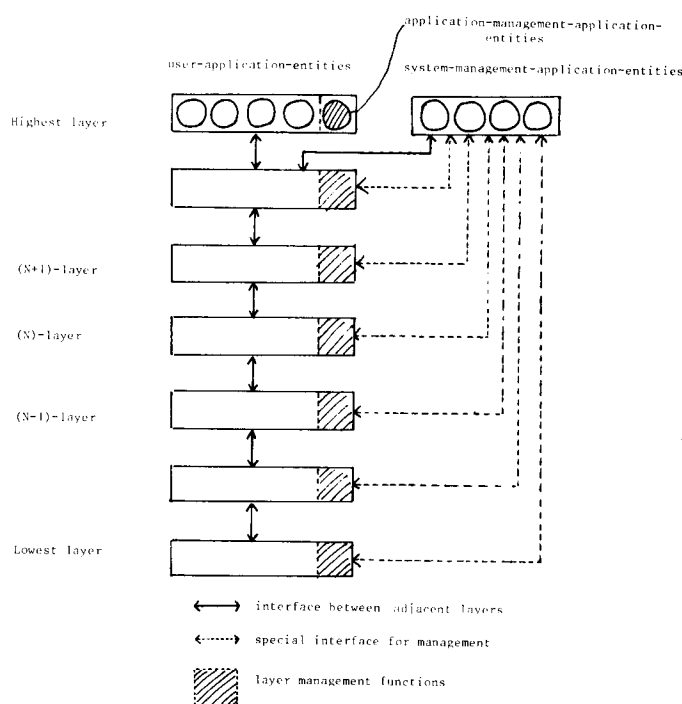 application-management-application-
entities
user-application-entities
system-management-application-entities
Highest layer
(N+1)-layer
(N)-layer
(N-1)-layer
Lowest layer
interface between adjacent layers
special interface for management
layer management functions